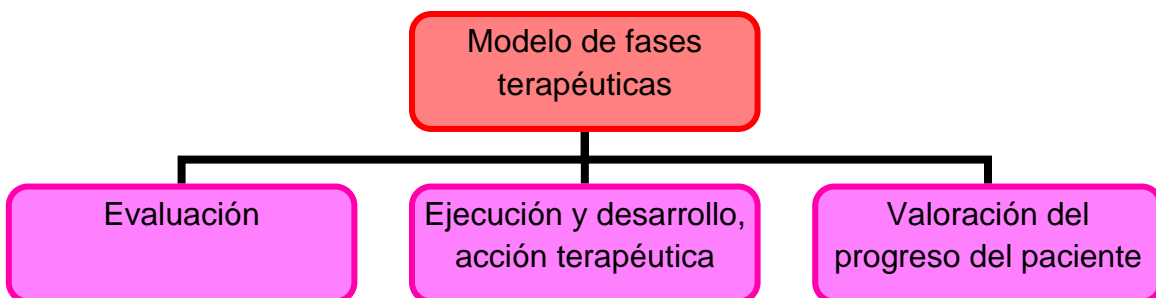 Modelo de fases
terapéuticas
Evaluación
Ejecución y desarrollo,
acción terapéutica
Valoración del
progreso del paciente